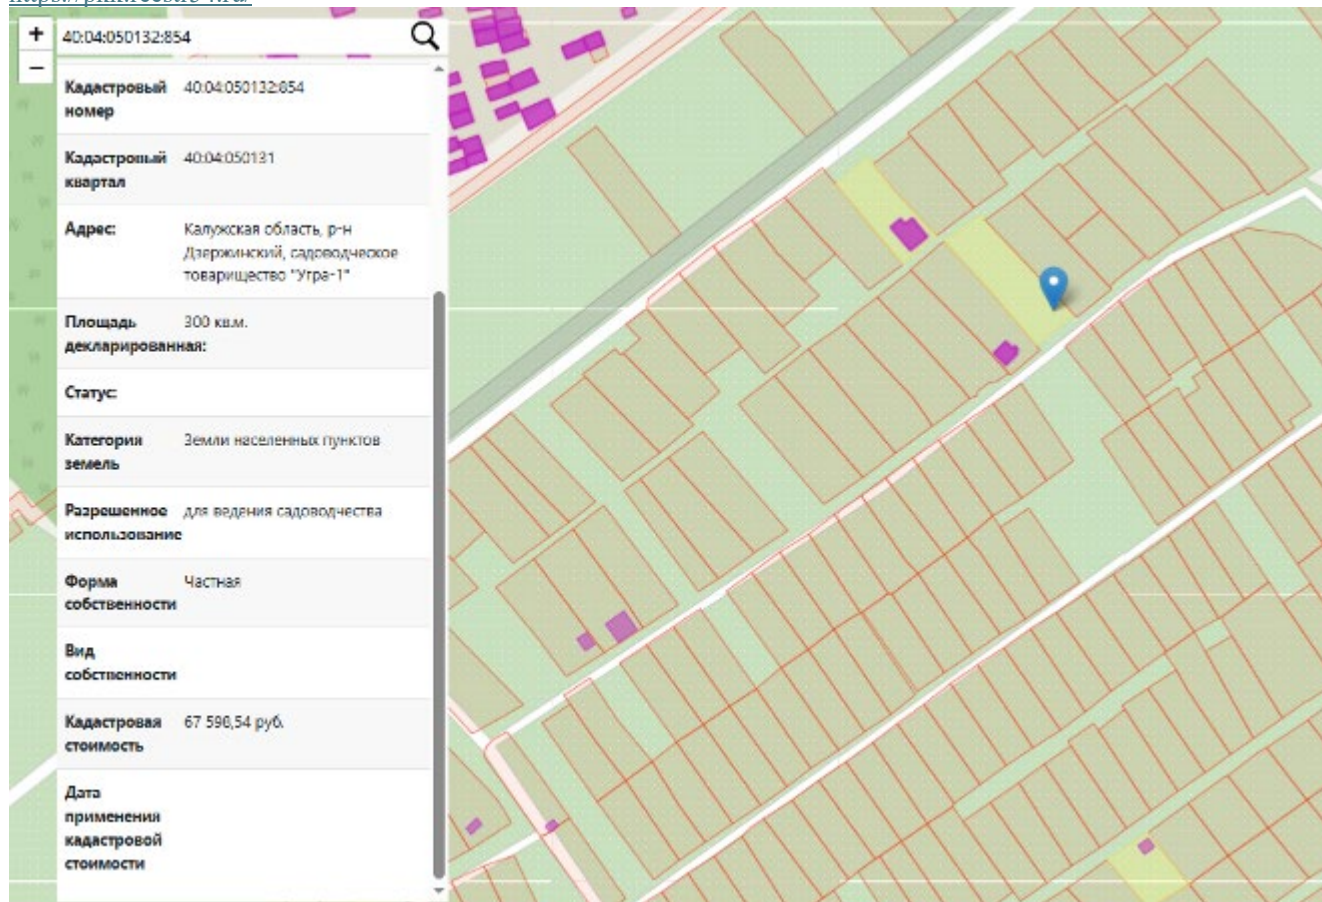 +
40:04:050132:854
−
Кадастровый номер 40:04:050132:854
Кадастровый квартал 40:04:050131
Адрес: Калужская область, р-н
Дзержинский, садоводческое
товарищество "Угра-1"
Площадь декларированная: 300 кв.м.
Статус:
Категория земель Земли населенных пунктов
Разрешенное использование для ведения садоводчества
Форма собственности Частная
Вид собственности
Кадастровая стоимость 67 598,54 руб.
Дата
применения
кадастровой
стоимости